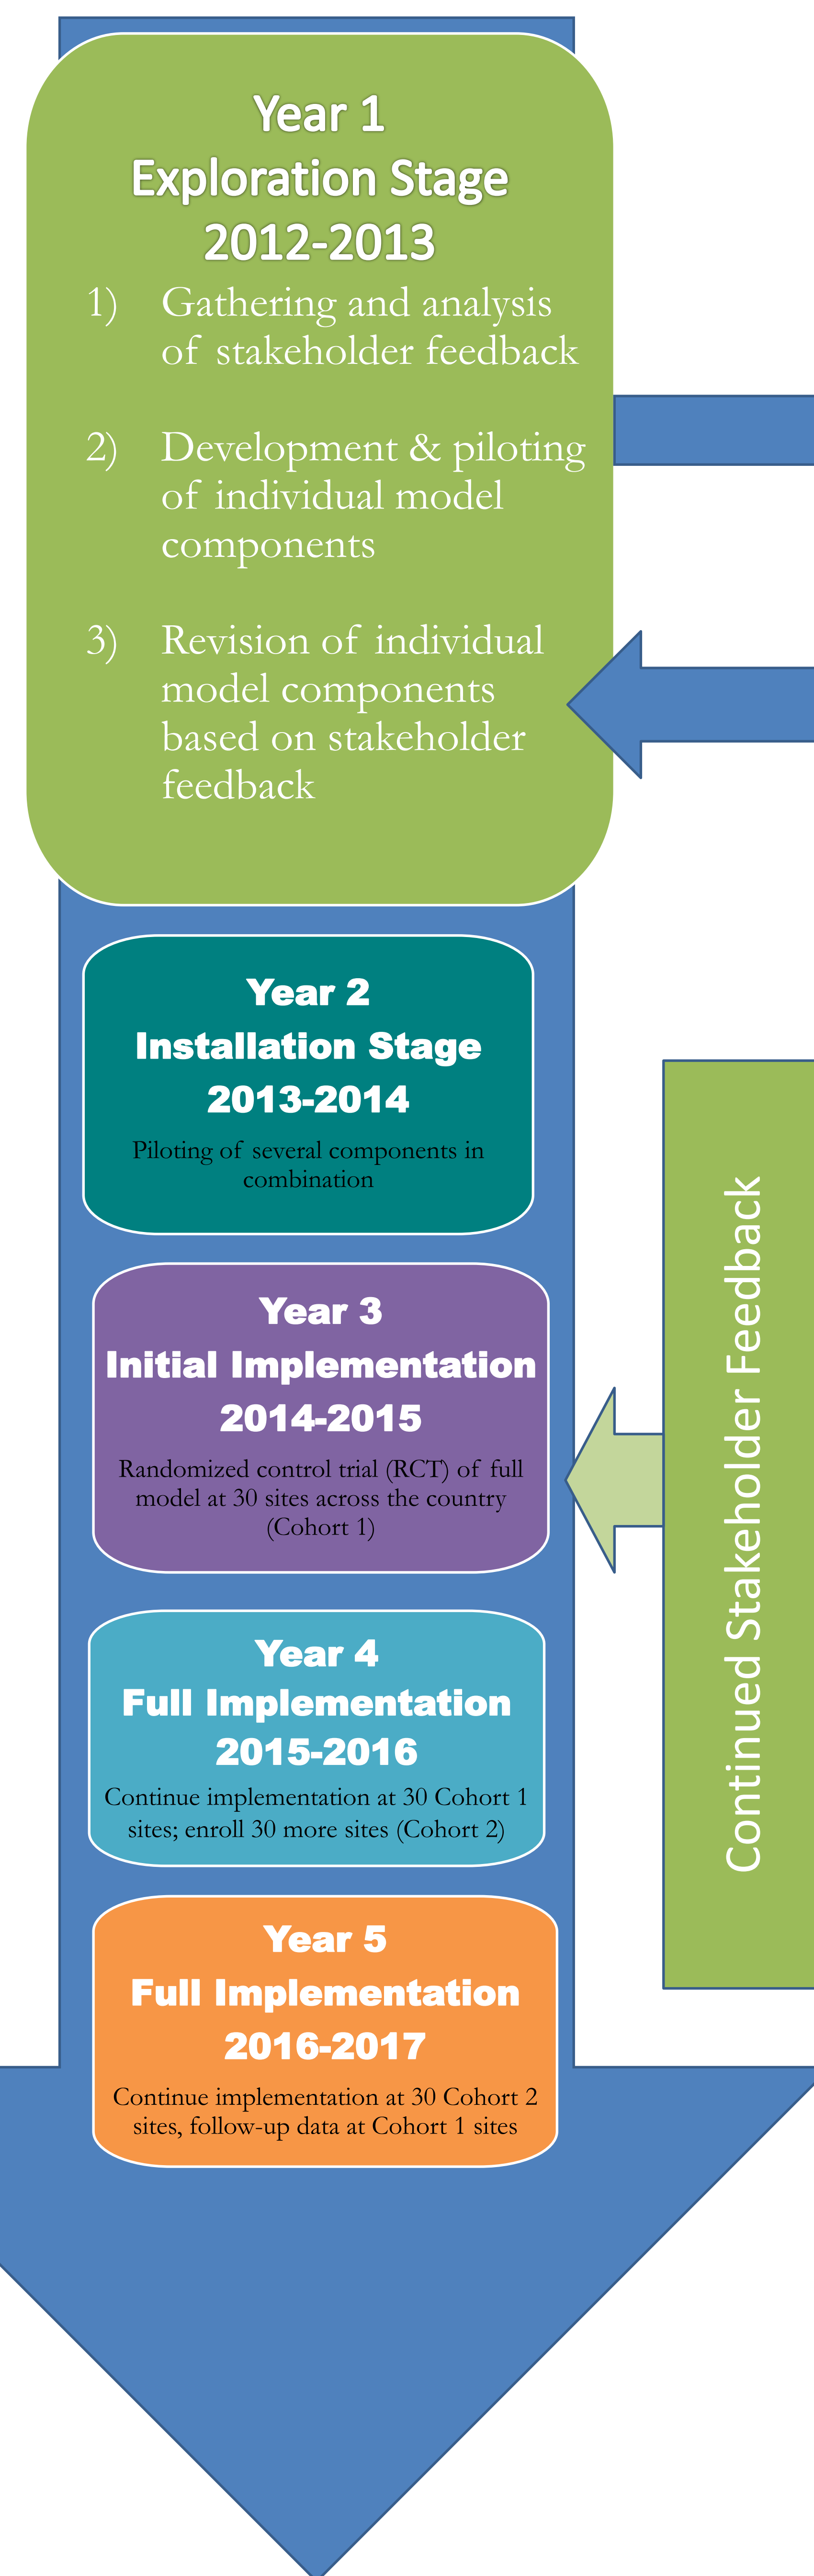 Year 1
Exploration Stage
2012-2013
1) Gathering and analysis
of stakeholder feedback
2) Development & piloting
of individual model
components
3) Revision of individual
model components
based on stakeholder
feedback
Year 2
Installation Stage
2013-2014
Piloting of several components in
combination
Year 3
Initial Implementation
2014-2015
Randomized control trial (RCT) of full
model at 30 sites across the country
(Cohort 1)
Continued Stakeholder Feedback
Year 4
Full Implementation
2015-2016
Continue implementation at 30 Cohort 1
sites; enroll 30 more sites (Cohort 2)
Year 5
Full Implementation
2016-2017
Continue implementation at 30 Cohort 2
sites, follow-up data at Cohort 1 sites